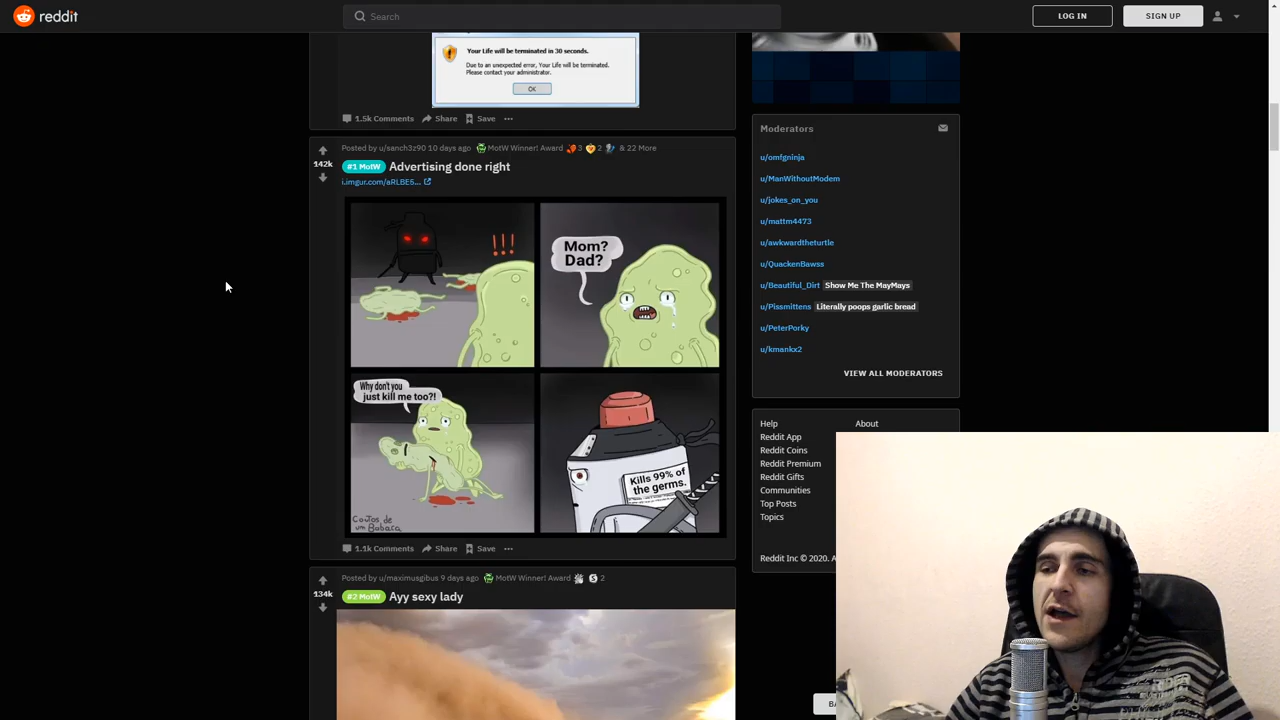 reddit
Search
LOG IN
SIGN UP
Your Life will be terminated in 30 seconds.
Due to an unexpected error, Your Life will be terminated.
Please contact your administrator.
OK
1.5k Comments
Share
Save
142k
Posted by u/sanch3z90 10 days ago
MotW Winner! Award
3
2
& 22 More
#1 MotW
Advertising done right
i.imgur.com/aRLBE5...
!!!
Mom?
Dad?
Why don't you
just kill me too?!
Kills 99% of
the germs.
1.1k Comments
Share
Save
134k
Posted by u/maximusgibus 9 days ago
MotW Winner! Award
2
#2 MotW
Ayy sexy lady
Moderators
u/omfgninja
u/ManWithoutModem
u/jokes_on_you
u/mattm4473
u/awkwardtheturtle
u/QuackenBawss
u/Beautiful_Dirt Show Me The MayMays
u/Pissmittens Literally poops garlic bread
u/PeterPorky
u/kmankx2
VIEW ALL MODERATORS
Help
About
Reddit App
Reddit Coins
Reddit Premium
Reddit Gifts
Communities
Top Posts
Topics
Reddit Inc © 2020.